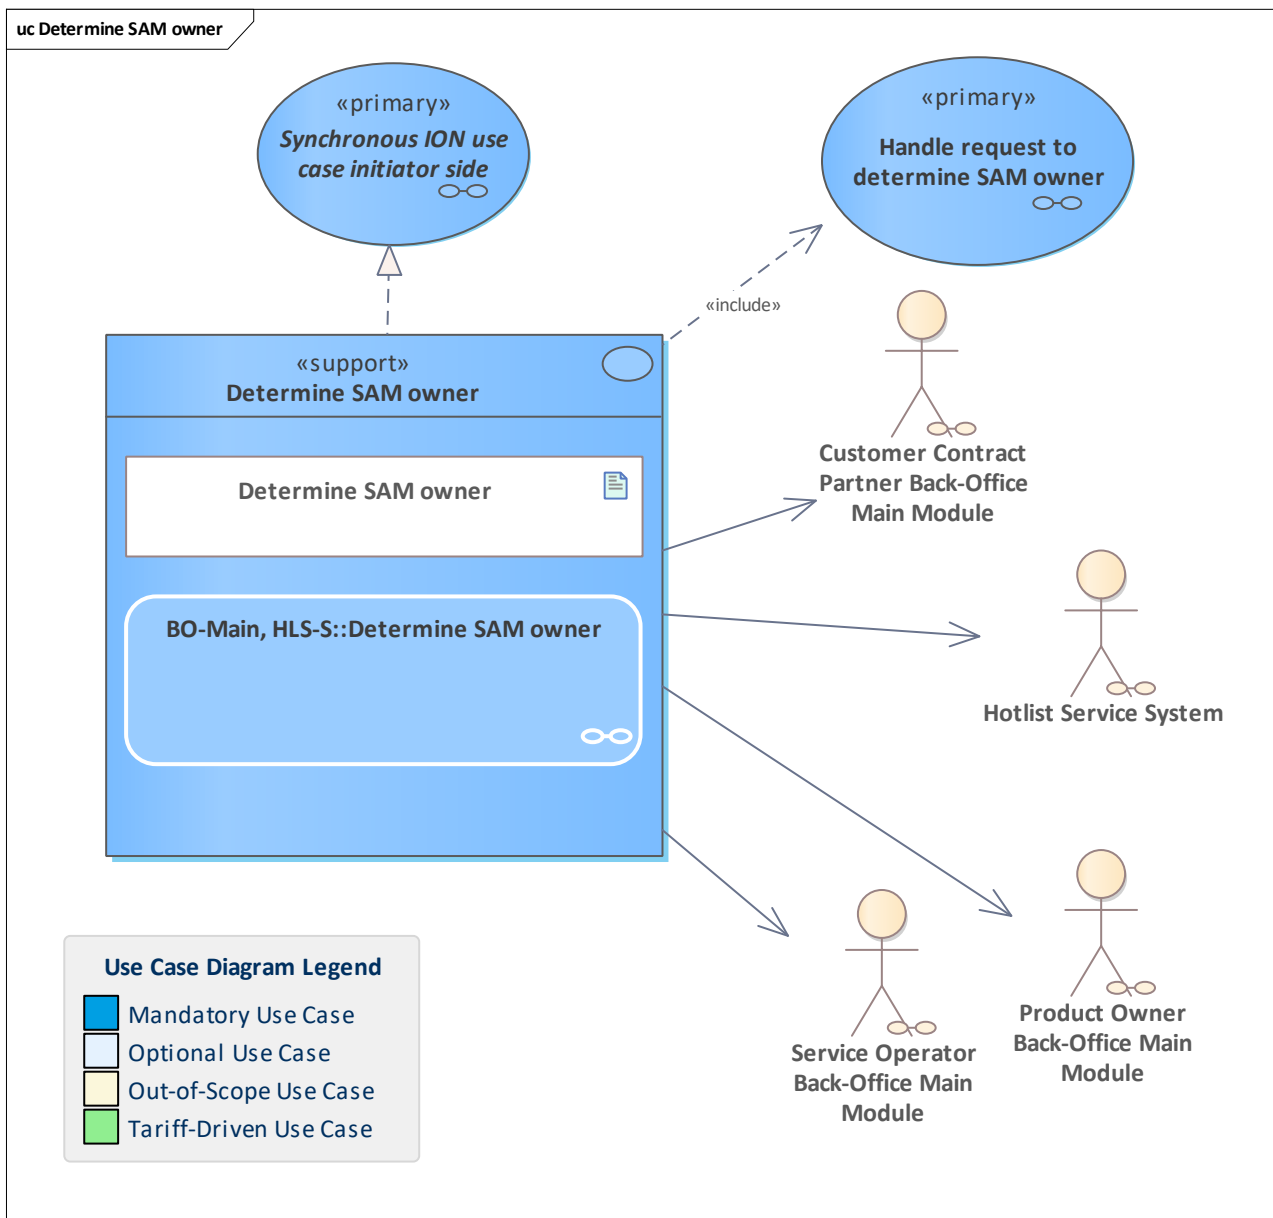 uc Determine SAM owner
«primary»
Synchronous ION use
case initiator side
«primary»
Handle request to
determine SAM owner
«include»
«support»
Determine SAM owner
Determine SAM owner
BO-Main, HLS-S::Determine SAM owner
Customer Contract
Partner Back-Office
Main Module
Hotlist Service System
Product Owner
Back-Office Main
Module
Service Operator
Back-Office Main
Module
Use Case Diagram Legend
Mandatory Use Case
Optional Use Case
Out-of-Scope Use Case
Tariff-Driven Use Case